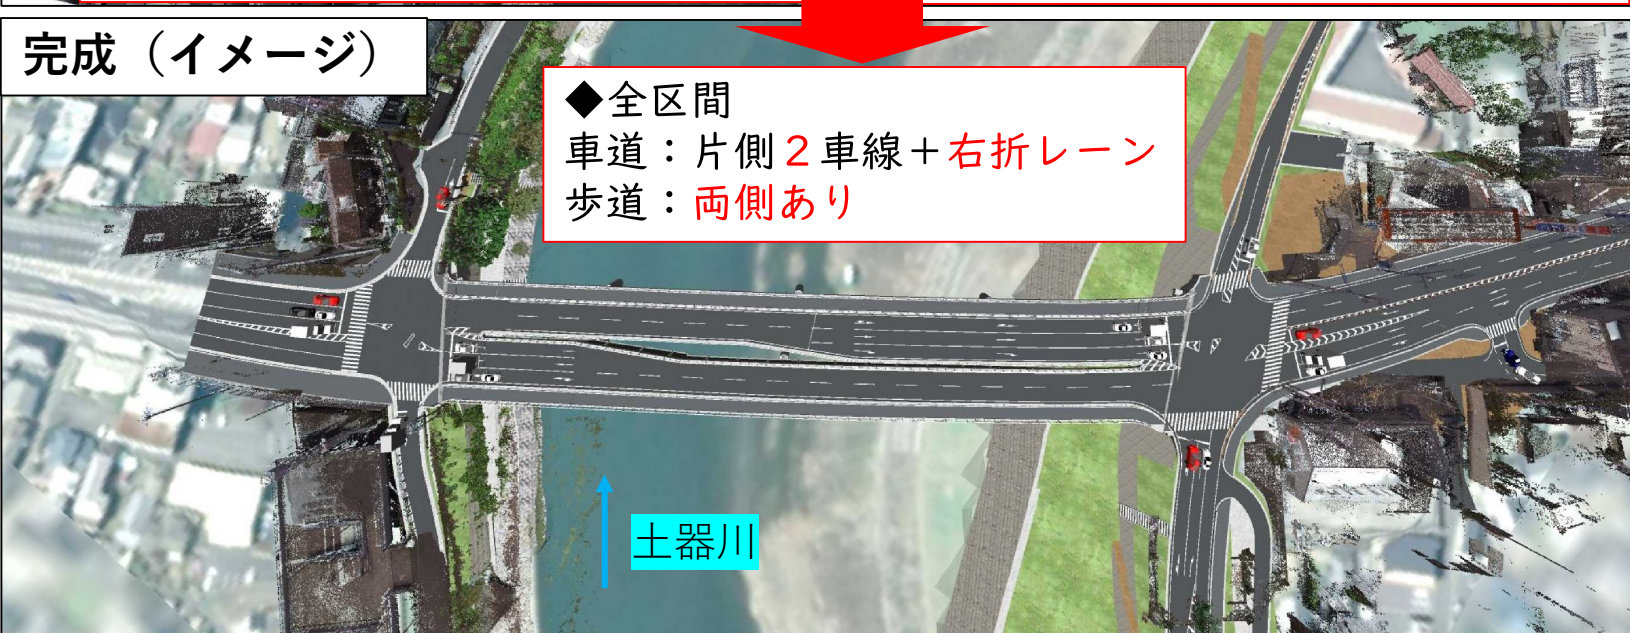 完成（イメージ）
◆全区間
車道：片側２車線＋右折レーン
歩道：両側あり
土器川